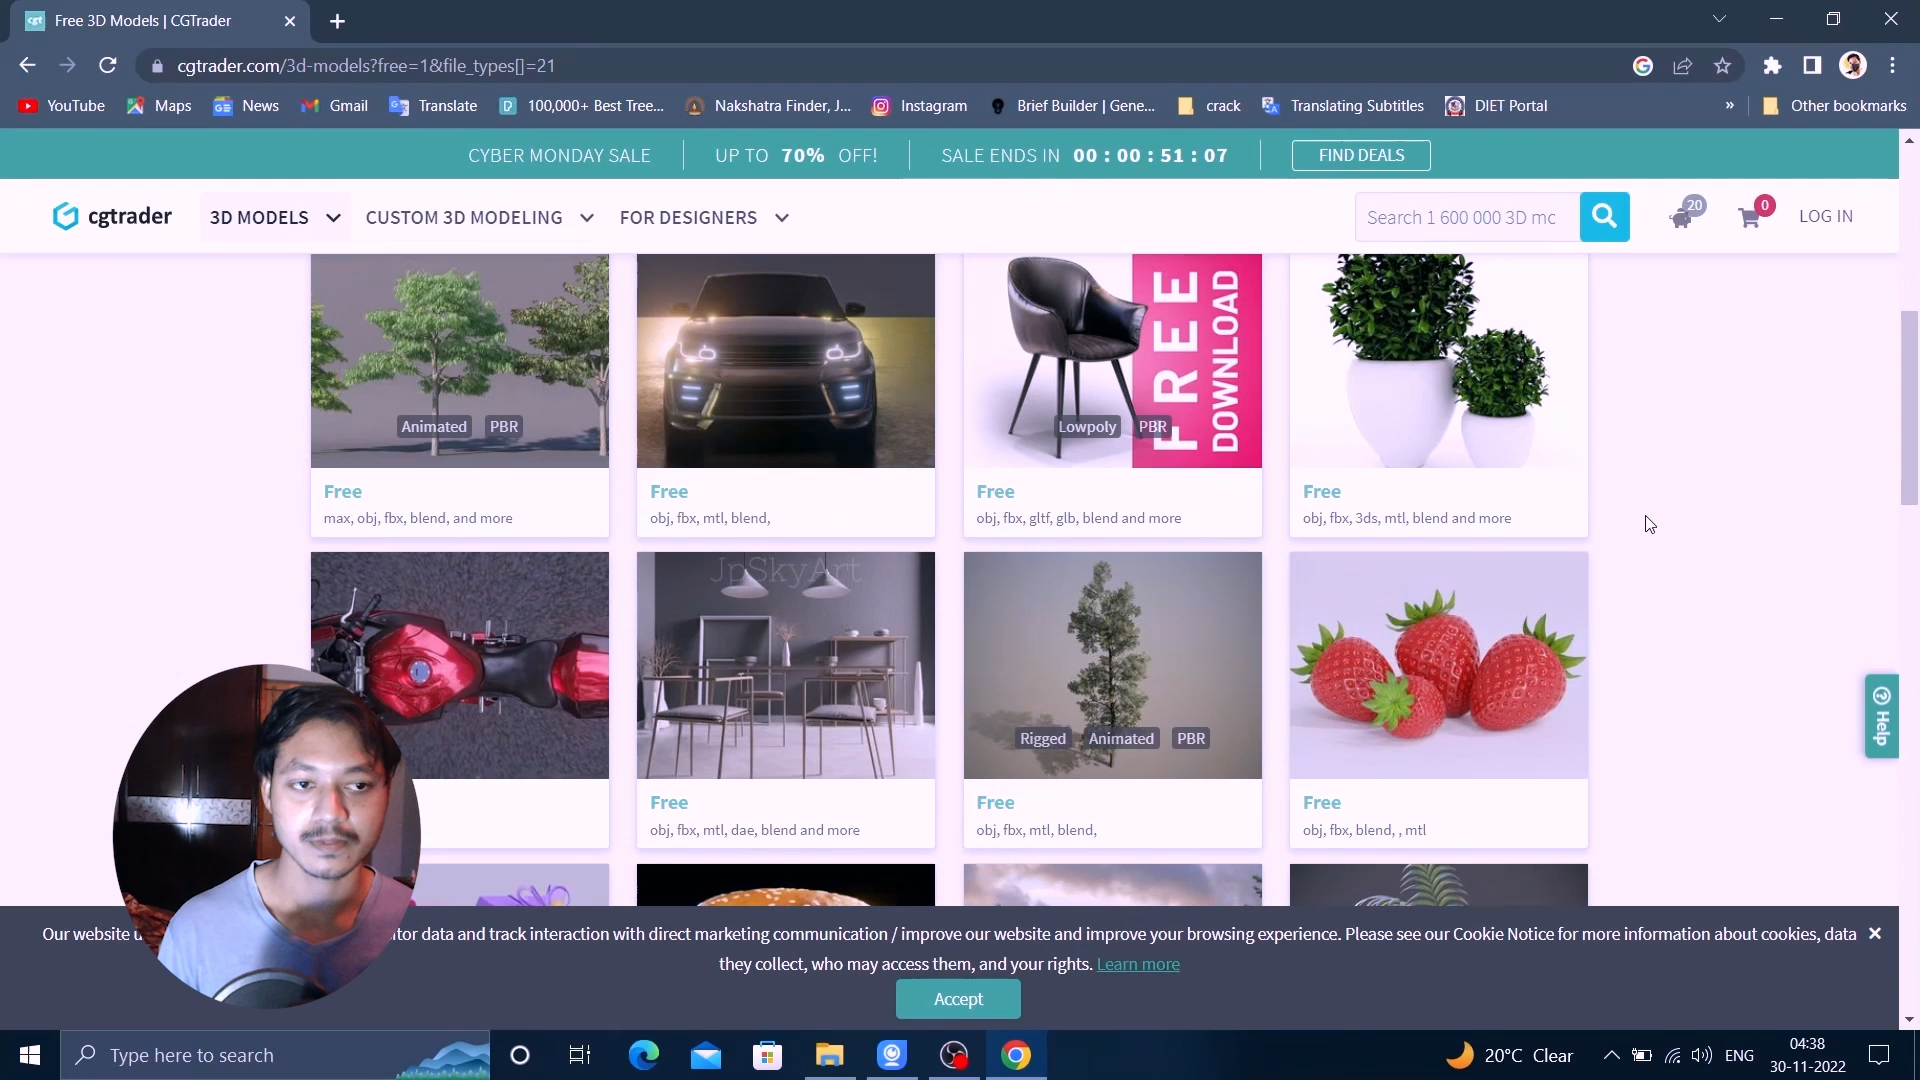 Free 3D Models | CGTrader
cgtrader.com/3d-models?free=1&file_types[]=21
YouTube Maps News Gmail Translate 100,000+ Best Tree... Nakshatra Finder, J... Instagram Brief Builder | Gene... crack Translating Subtitles DIET Portal » Other bookmarks
CYBER MONDAY SALE UP TO 70% OFF! SALE ENDS IN 00 : 00 : 51 : 07 FIND DEALS
cgtrader 3D MODELS CUSTOM 3D MODELING FOR DESIGNERS Search 1 600 000 3D mc 20 0 LOG IN
FREE
DOWNLOAD
Animated PBR
Lowpoly PBR
Free Free Free Free
max, obj, fbx, blend, and more obj, fbx, mtl, blend, obj, fbx, gltf, glb, blend and more obj, fbx, 3ds, mtl, blend and more
JpSkyArt
Rigged Animated PBR
Help
Free Free Free
obj, fbx, mtl, dae, blend and more obj, fbx, mtl, blend, obj, fbx, blend, , mtl
Our website itor data and track interaction with direct marketing communication / improve our website and improve your browsing experience. Please see our Cookie Notice for more information about cookies, data
they collect, who may access them, and your rights. Learn more
Accept
Type here to search 20°C Clear ENG 04:38
30-11-2022